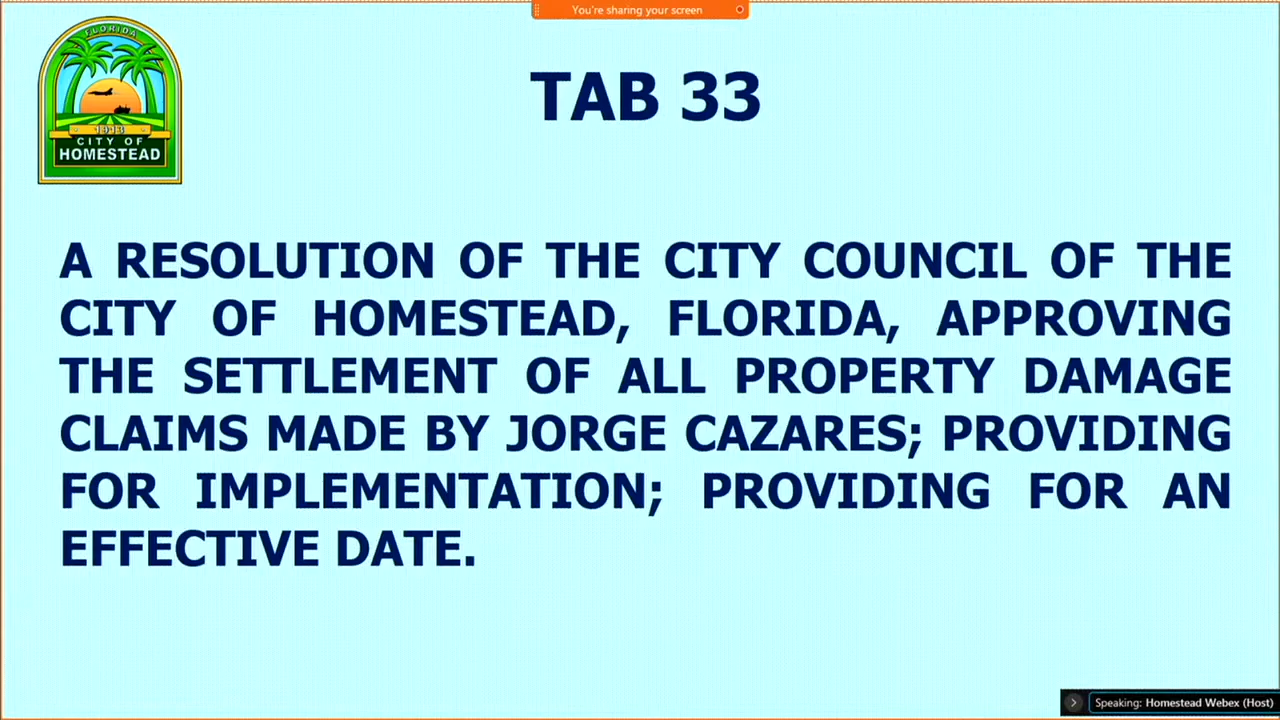 You're sharing your screen
FLORIDA
1913
CITY OF
HOMESTEAD
TAB 33
A RESOLUTION OF THE CITY COUNCIL OF THE
CITY OF HOMESTEAD, FLORIDA, APPROVING
THE SETTLEMENT OF ALL PROPERTY DAMAGE
CLAIMS MADE BY JORGE CAZARES; PROVIDING
FOR IMPLEMENTATION; PROVIDING FOR AN
EFFECTIVE DATE.
Speaking: Homestead Webex (Host)